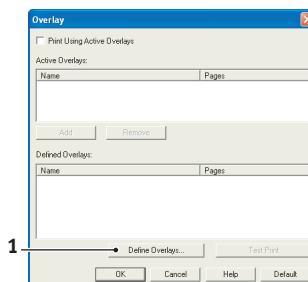 Overlay
Print Using Active Overlays
Active Overlays:
Name Pages
Add Remove
Defined Overlays:
Name Pages
1 Define Overlays... Test Print
OK Cancel Help Default